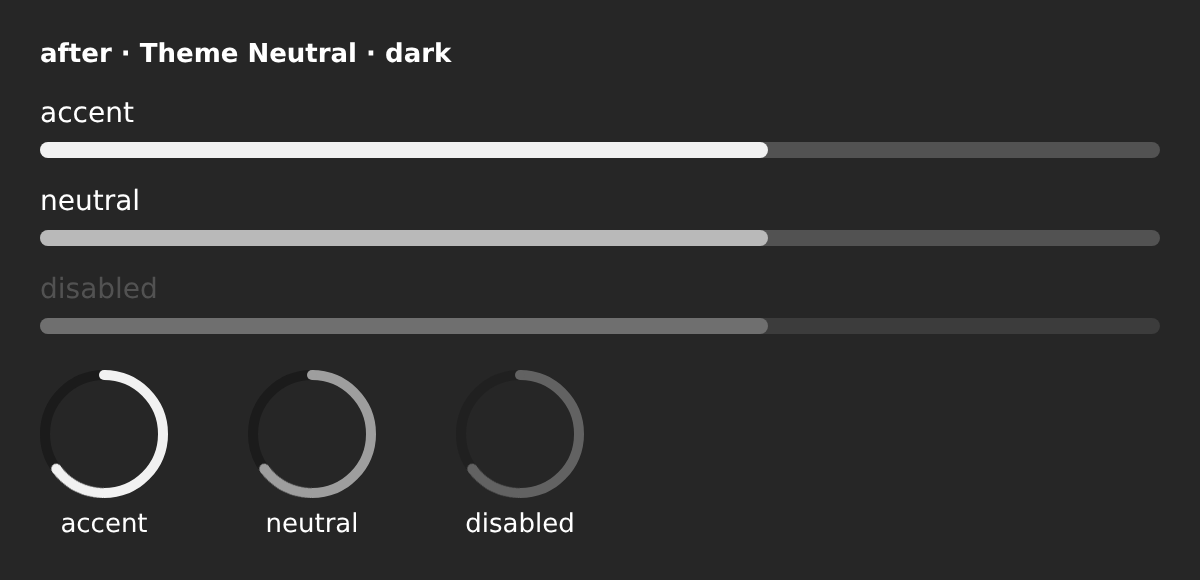 after · Theme Neutral · dark
accent
neutral
disabled
accent neutral disabled